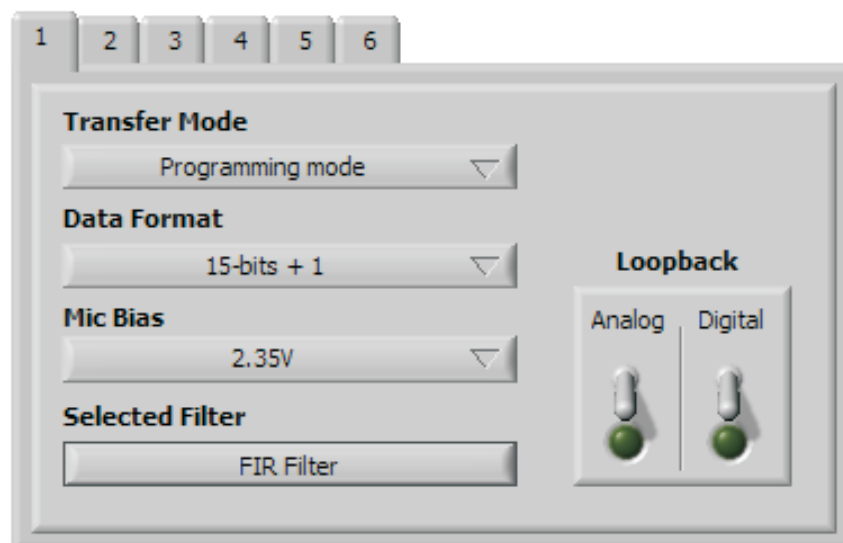 1 2 3 4 5 6
Transfer Mode
Programming mode
Data Format
15-bits + 1
Mic Bias
2.35V
Selected Filter
FIR Filter
Loopback
Analog Digital